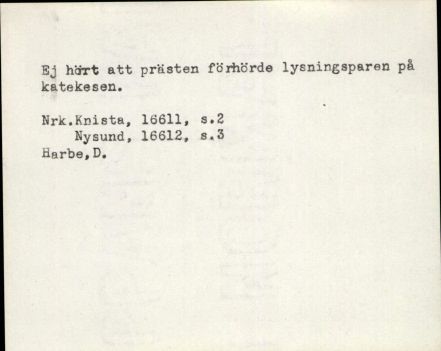 Ej hört att prästen förhörde lysningsparen på
katekesen.
Nrk.Knista, 16611, s.2
Nysund, 16612, s.3
Harbe,D.